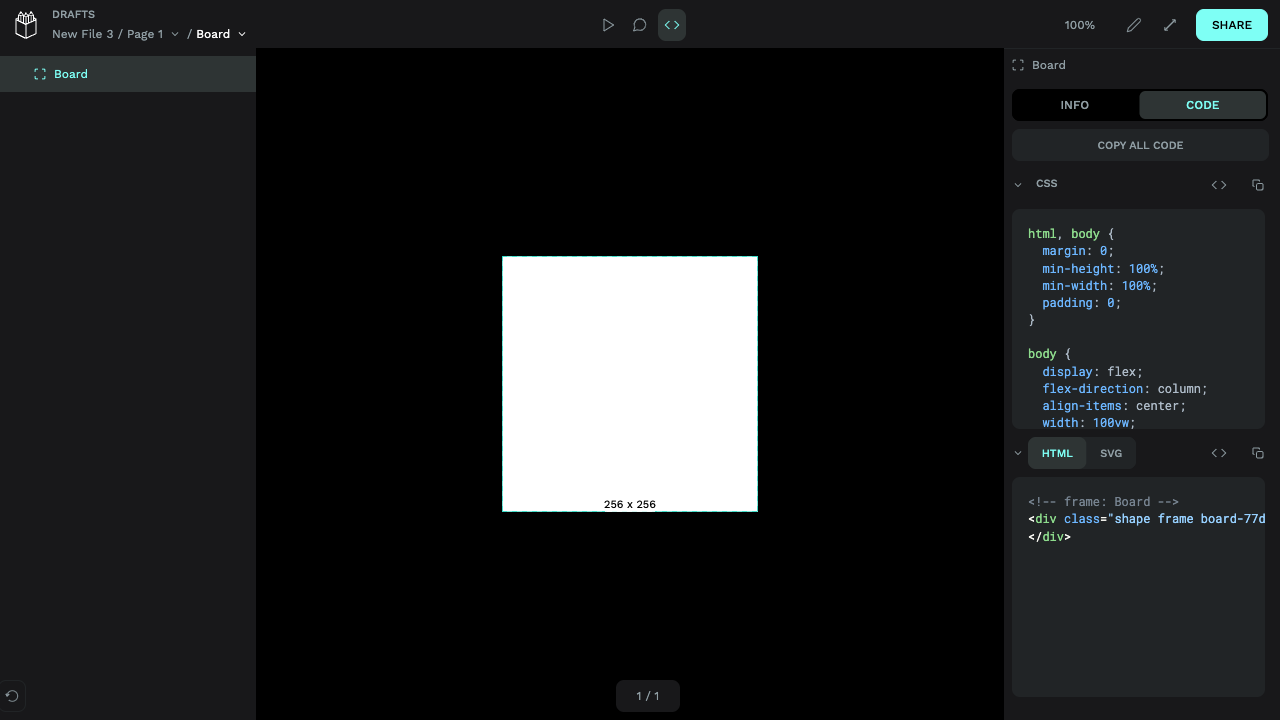 DRAFTS
New File 3 / Page 1 / Board
100%
SHARE
Board
Board
INFO
CODE
COPY ALL CODE
CSS
html, body {
margin: 0;
min-height: 100%;
min-width: 100%;
padding: 0;
}
body {
display: flex;
flex-direction: column;
align-items: center;
width: 100vw;
HTML
SVG
<!-- frame: Board -->
<div class="shape frame board-77d
</div>
256 x 256
1 / 1